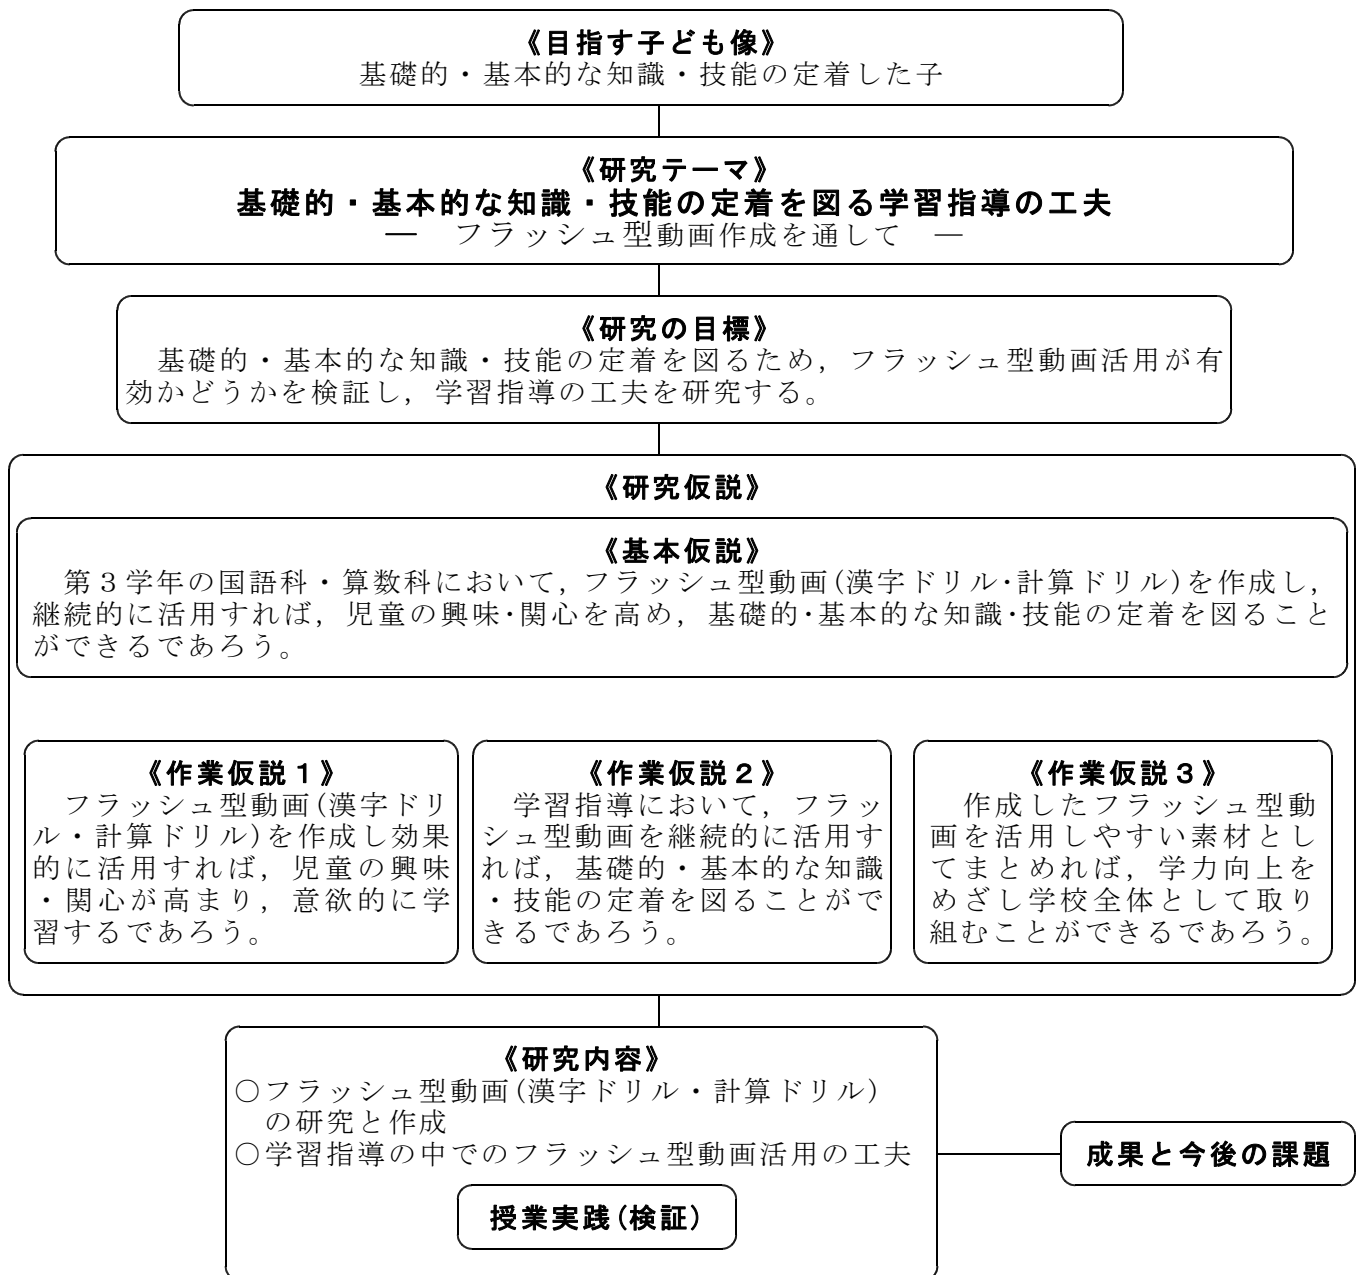 《目指す子ども像》
基礎的・基本的な知識・技能の定着した子
《研究テーマ》
基礎的・基本的な知識・技能の定着を図る学習指導の工夫
― フラッシュ型動画作成を通して ―
《研究の目標》
基礎的・基本的な知識・技能の定着を図るため，フラッシュ型動画活用が有
効かどうかを検証し，学習指導の工夫を研究する。
《研究仮説》
《基本仮説》
第３学年の国語科・算数科において，フラッシュ型動画(漢字ドリル･計算ドリル)を作成し，
継続的に活用すれば，児童の興味･関心を高め，基礎的･基本的な知識･技能の定着を図ること
ができるであろう。
《作業仮説１》
フラッシュ型動画(漢字ドリ
ル・計算ドリル)を作成し効果
的に活用すれば，児童の興味
・関心が高まり，意欲的に学
習するであろう。
《作業仮説２》
学習指導において，フラッ
シュ型動画を継続的に活用す
れば，基礎的・基本的な知識
・技能の定着を図ることがで
きるであろう。
《作業仮説３》
作成したフラッシュ型動
画を活用しやすい素材とし
てまとめれば，学力向上を
めざし学校全体として取り
組むことができるであろう。
《研究内容》
○フラッシュ型動画(漢字ドリル・計算ドリル)
の研究と作成
○学習指導の中でのフラッシュ型動画活用の工夫
授業実践(検証)
成果と今後の課題